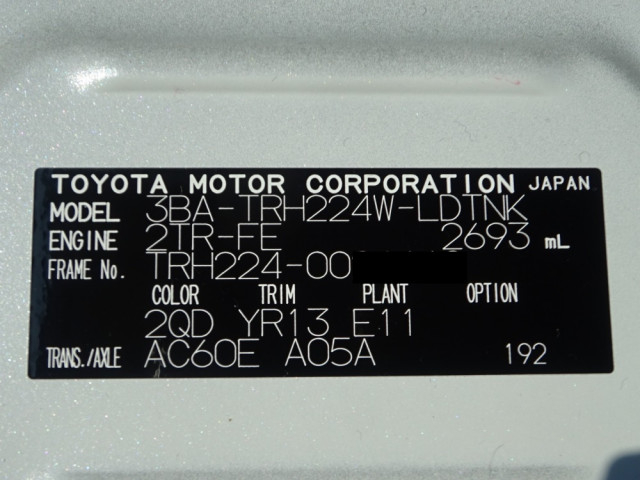 TOYOTA MOTOR CORPORATION JAPAN
MODEL 3BA-TRH224W-LDTNK
ENGINE 2TR-FE 2693 mL
FRAME No. TRH224-00
COLOR TRIM PLANT OPTION
2QD YR13 E11
TRANS./AXLE AC60E A05A 192